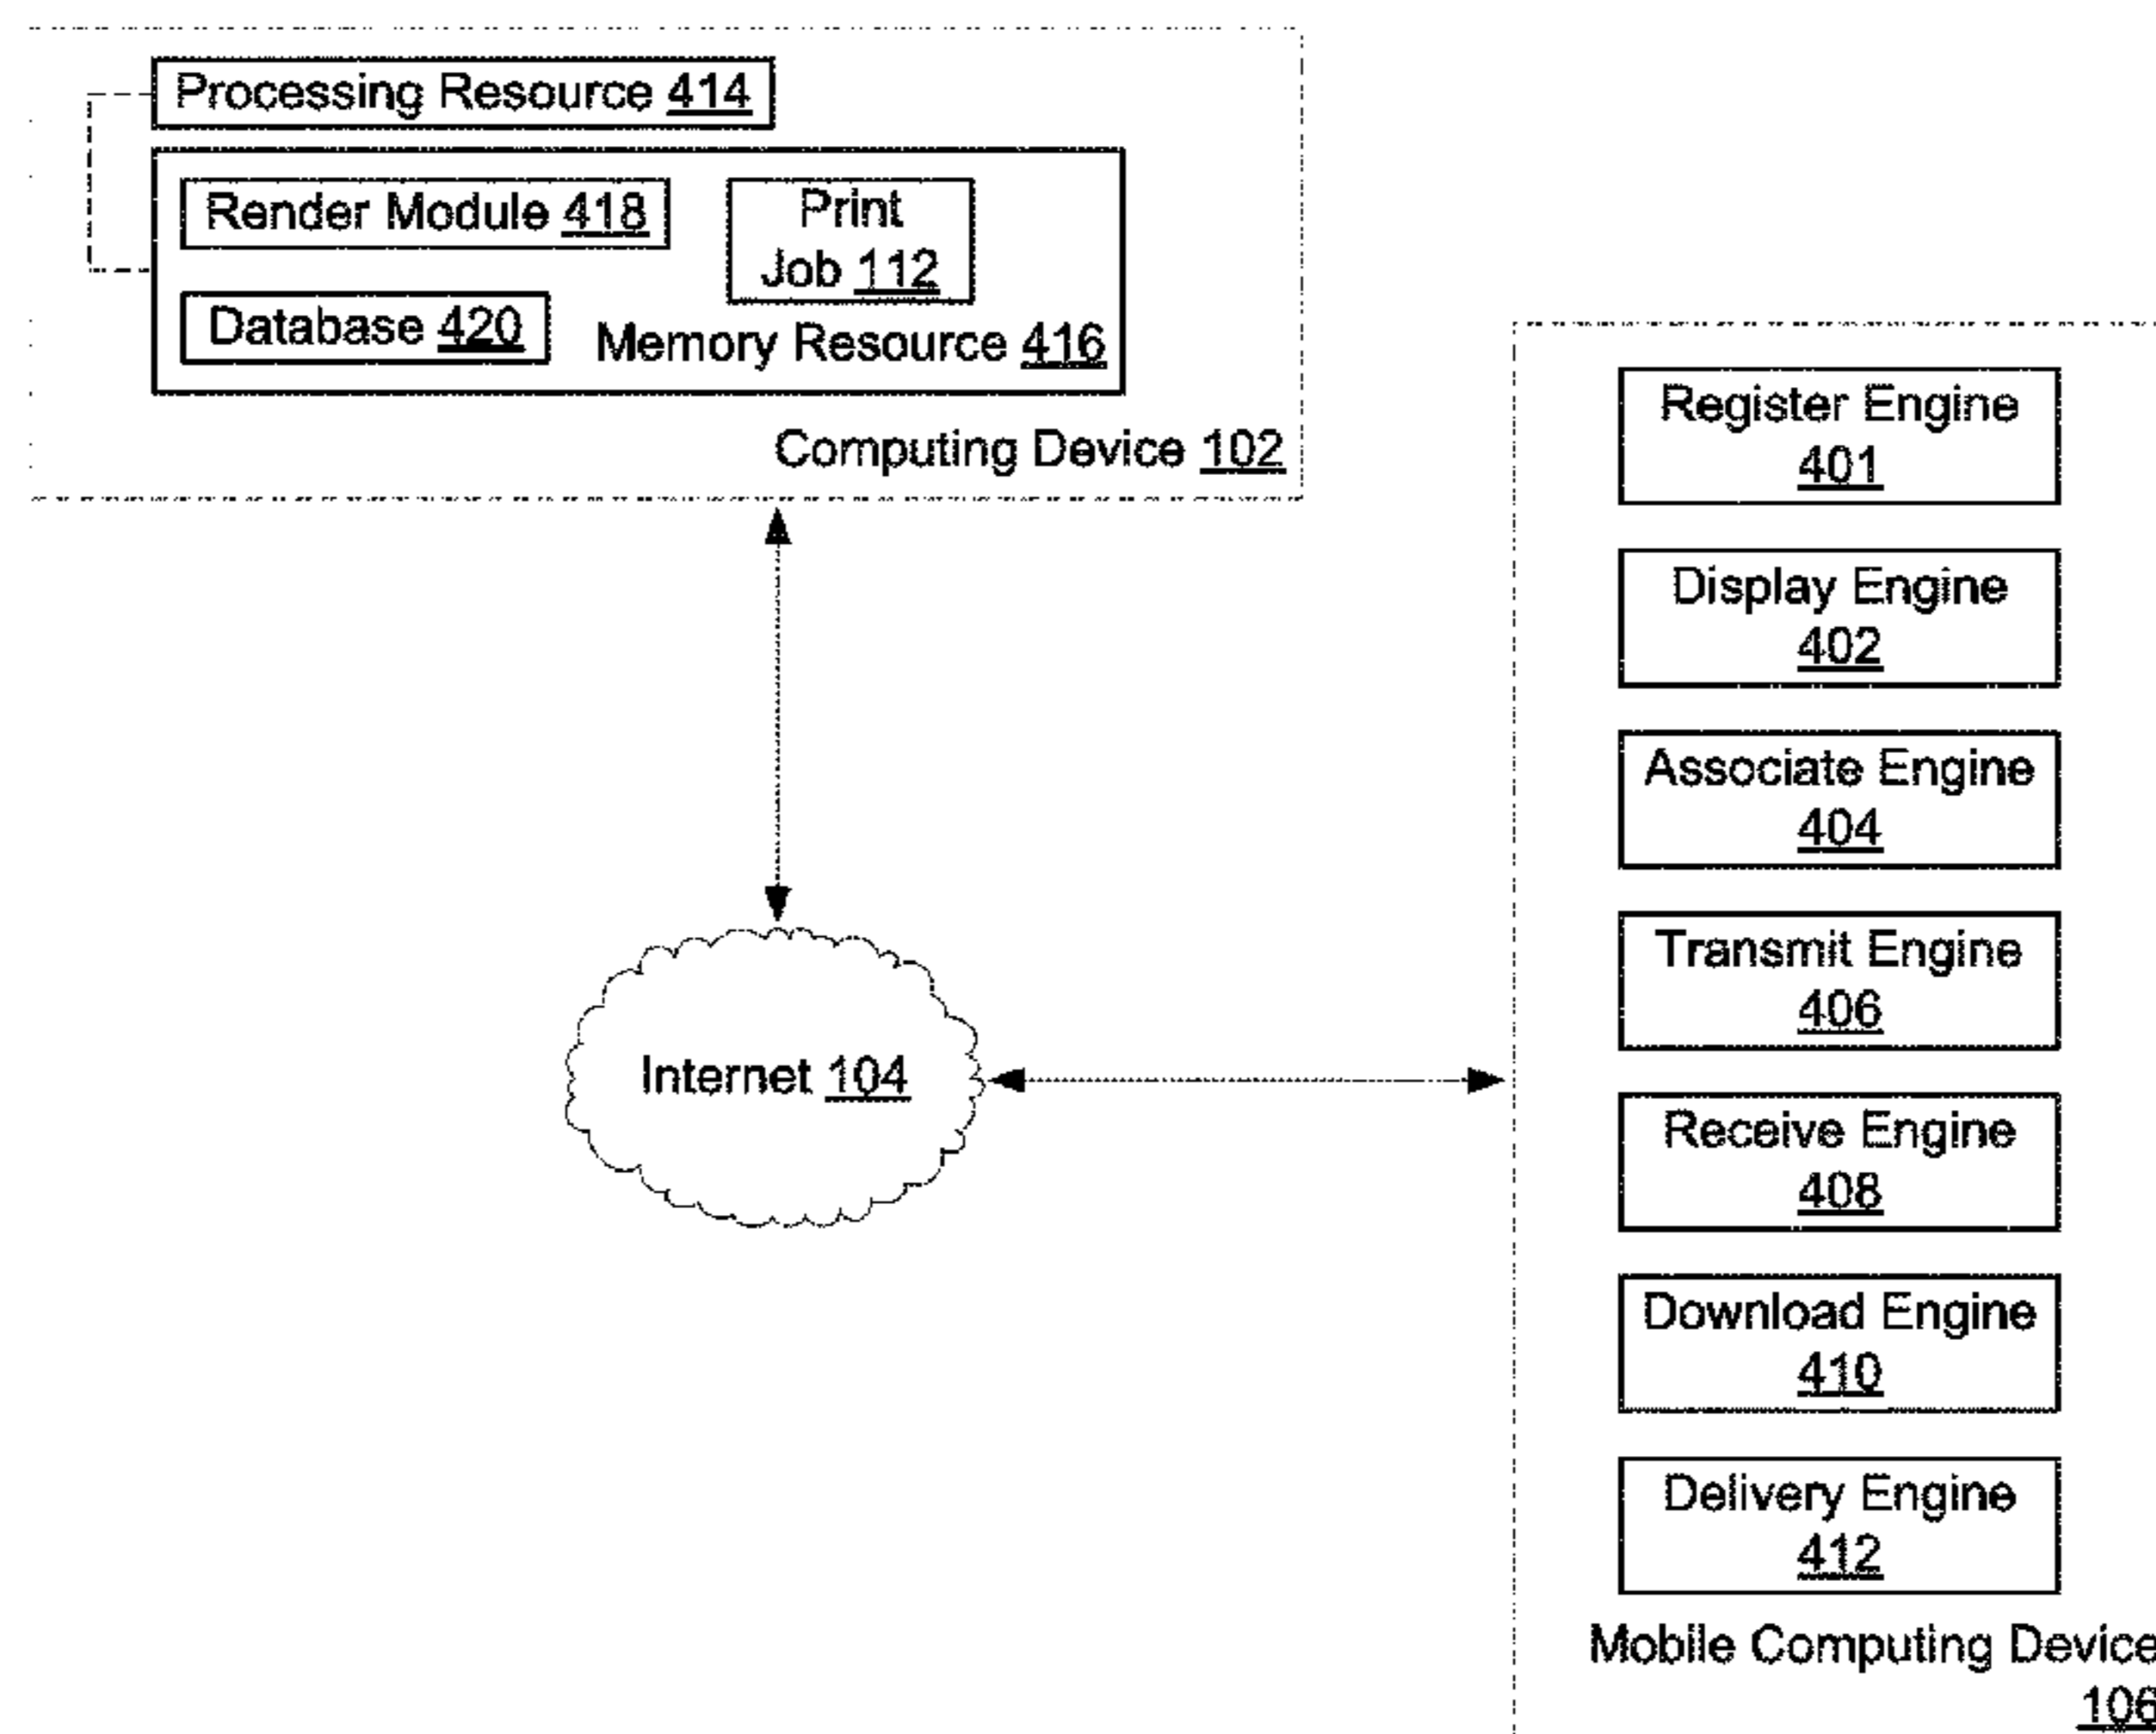 Processing Resource 414
Render Module 418
Print
Job 112
Database 420
Memory Resource 416
Computing Device 102
Register Engine
401
Display Engine
402
Associate Engine
404
Transmit Engine
406
Internet 104
Receive Engine
408
Download Engine
410
Delivery Engine
412
Mobile Computing Device
106